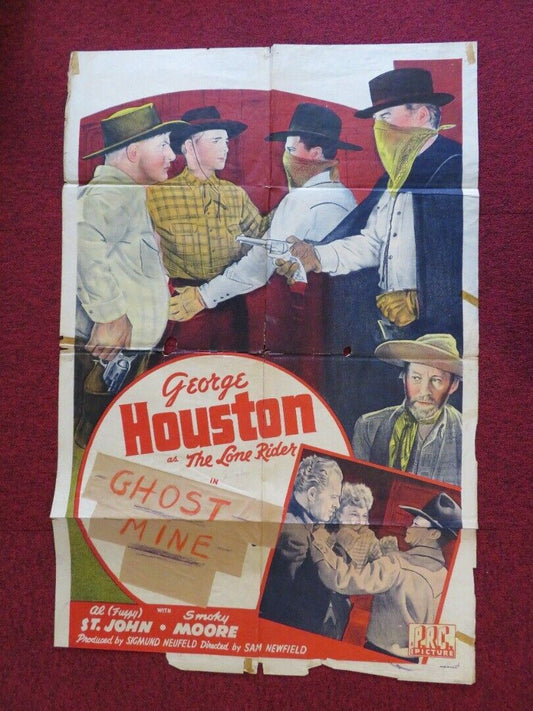 George
Houston
as The Lone Rider
IN
GHOST
MINE
Al (Fuzzy) WITH Smoky
ST. JOHN • MOORE
Produced by SIGMUND NEUFELD Directed by SAM NEWFIELD
P.R.C.
PICTURE